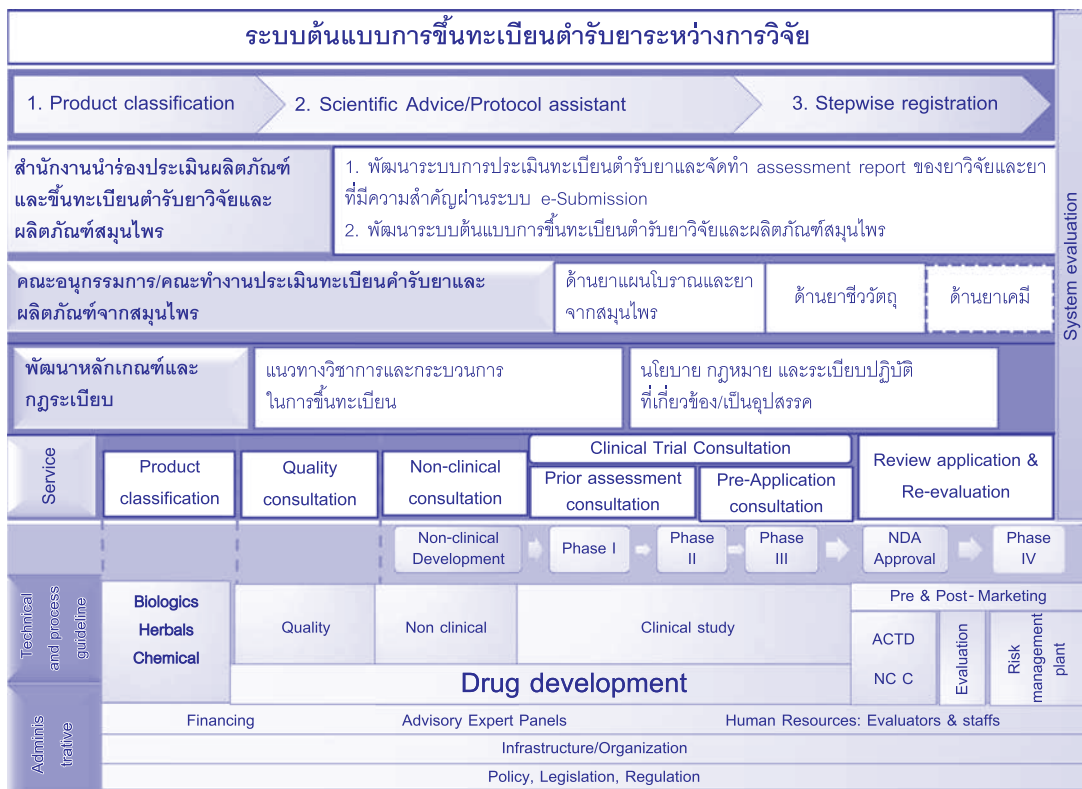 ระบบต้นแบบการขึ้นทะเบียนตำรับยาระหว่างการวิจัย
1. Product classification
2. Scientific Advice/Protocol assistant
3. Stepwise registration
System evaluation
สำนักงานนำร่องประเมินผลิตภัณฑ์
และขึ้นทะเบียนตำรับยาวิจัยและ
ผลิตภัณฑ์สมุนไพร
1. พัฒนาระบบการประเมินทะเบียนตำรับยาและจัดทำ assessment report ของยาวิจัยและยา
ที่มีความสำคัญผ่านระบบ e-Submission
2. พัฒนาระบบต้นแบบการขึ้นทะเบียนตำรับยาวิจัยและผลิตภัณฑ์สมุนไพร
คณะอนุกรรมการ/คณะทำงานประเมินทะเบียนคำรับยาและ
ผลิตภัณฑ์จากสมุนไพร
ด้านยาแผนโบราณและยา
จากสมุนไพร
ด้านยาชีววัตถุ
ด้านยาเคมี
พัฒนาหลักเกณฑ์และ
กฎระเบียบ
แนวทางวิชาการและกระบวนการ
ในการขึ้นทะเบียน
นโยบาย กฎหมาย และระเบียบปฏิบัติ
ที่เกี่ยวข้อง/เป็นอุปสรรค
Service
Product
classification
Quality
consultation
Non-clinical
consultation
Clinical Trial Consultation
Prior assessment
consultation
Pre-Application
consultation
Review application &
Re-evaluation
Non-clinical
Development
Phase I
Phase
II
Phase
III
NDA
Approval
Phase
IV
Technical
and process
guideline
Biologics
Herbals
Chemical
Quality
Non clinical
Clinical study
Drug development
Pre & Post-Marketing
ACTD
NC C
Evaluation
Risk
management
plant
Adminis
trative
Financing
Advisory Expert Panels
Human Resources: Evaluators & staffs
Infrastructure/Organization
Policy, Legislation, Regulation